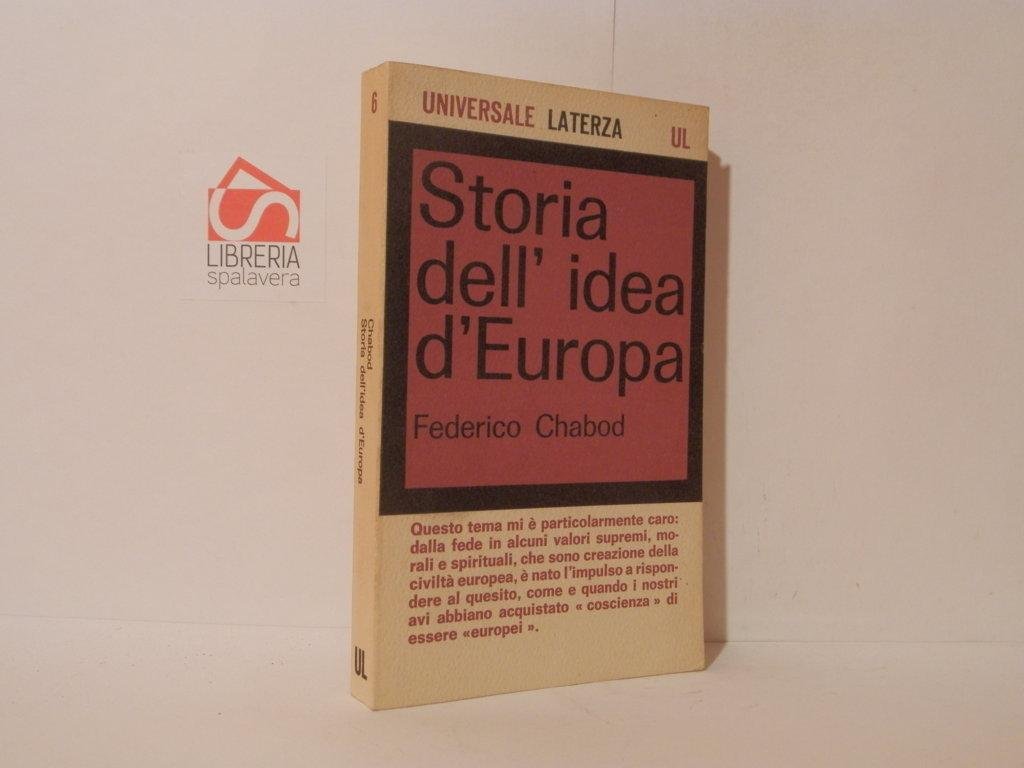 LIBRERIA
spalavera
6
Chabod
Storia dell'idea d'Europa
UL
UNIVERSALE LATERZA
UL
Storia
dell' idea
d'Europa
Federico Chabod
Questo tema mi è particolarmente caro:
dalla fede in alcuni valori supremi, mo-
rali e spirituali, che sono creazione della
civiltà europea, è nato l'impulso a rispon-
dere al quesito, come e quando i nostri
avi abbiano acquistato « coscienza » di
essere «europei ».